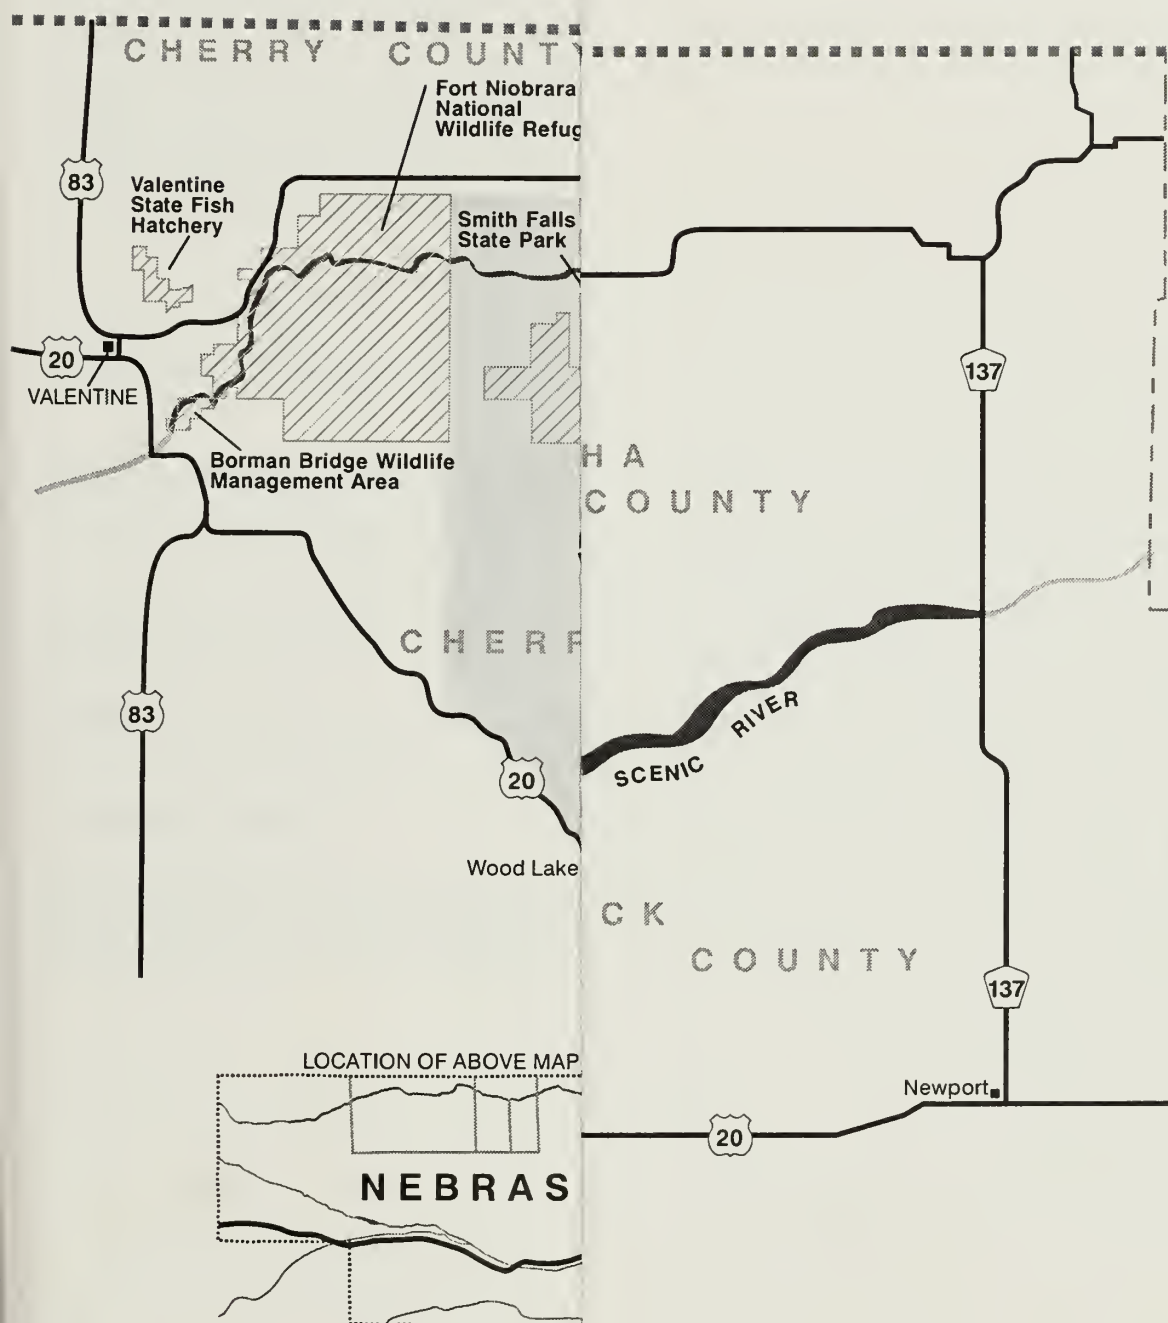 CHERRY COUNTY
Fort Niobrara
National
Wildlife Refug
83
Valentine
State Fish
Hatchery
Smith Falls
State Park
20
VALENTINE
137
Borman Bridge Wildlife
Management Area
HA
COUNTY
CHERR
83
SCENIC RIVER
20
Wood Lake
CK
COUNTY
137
LOCATION OF ABOVE MAP
Newport
20
NEBRAS